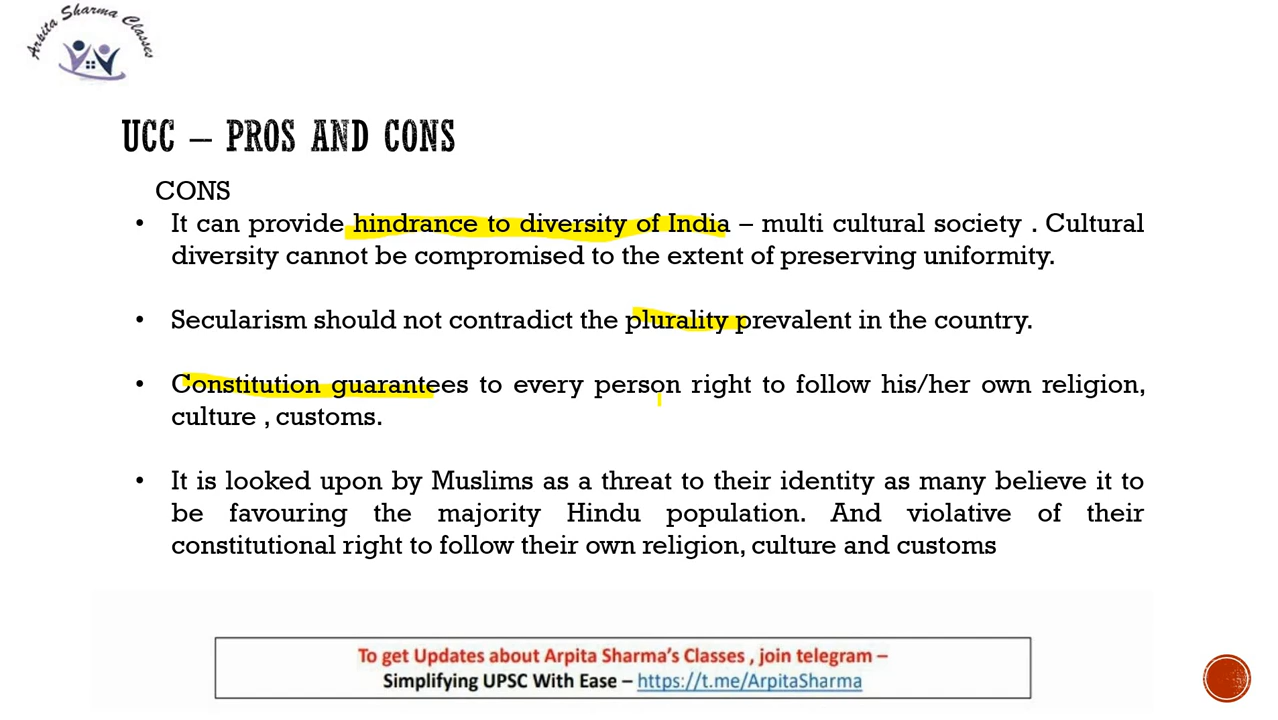 Arpita Sharma Classes
UCC – PROS AND CONS
CONS
• It can provide hindrance to diversity of India – multi cultural society . Cultural
diversity cannot be compromised to the extent of preserving uniformity.
• Secularism should not contradict the plurality prevalent in the country.
• Constitution guarantees to every person right to follow his/her own religion,
culture , customs.
• It is looked upon by Muslims as a threat to their identity as many believe it to
be favouring the majority Hindu population. And violative of their
constitutional right to follow their own religion, culture and customs
To get Updates about Arpita Sharma's Classes , join telegram –
Simplifying UPSC With Ease – https://t.me/ArpitaSharma